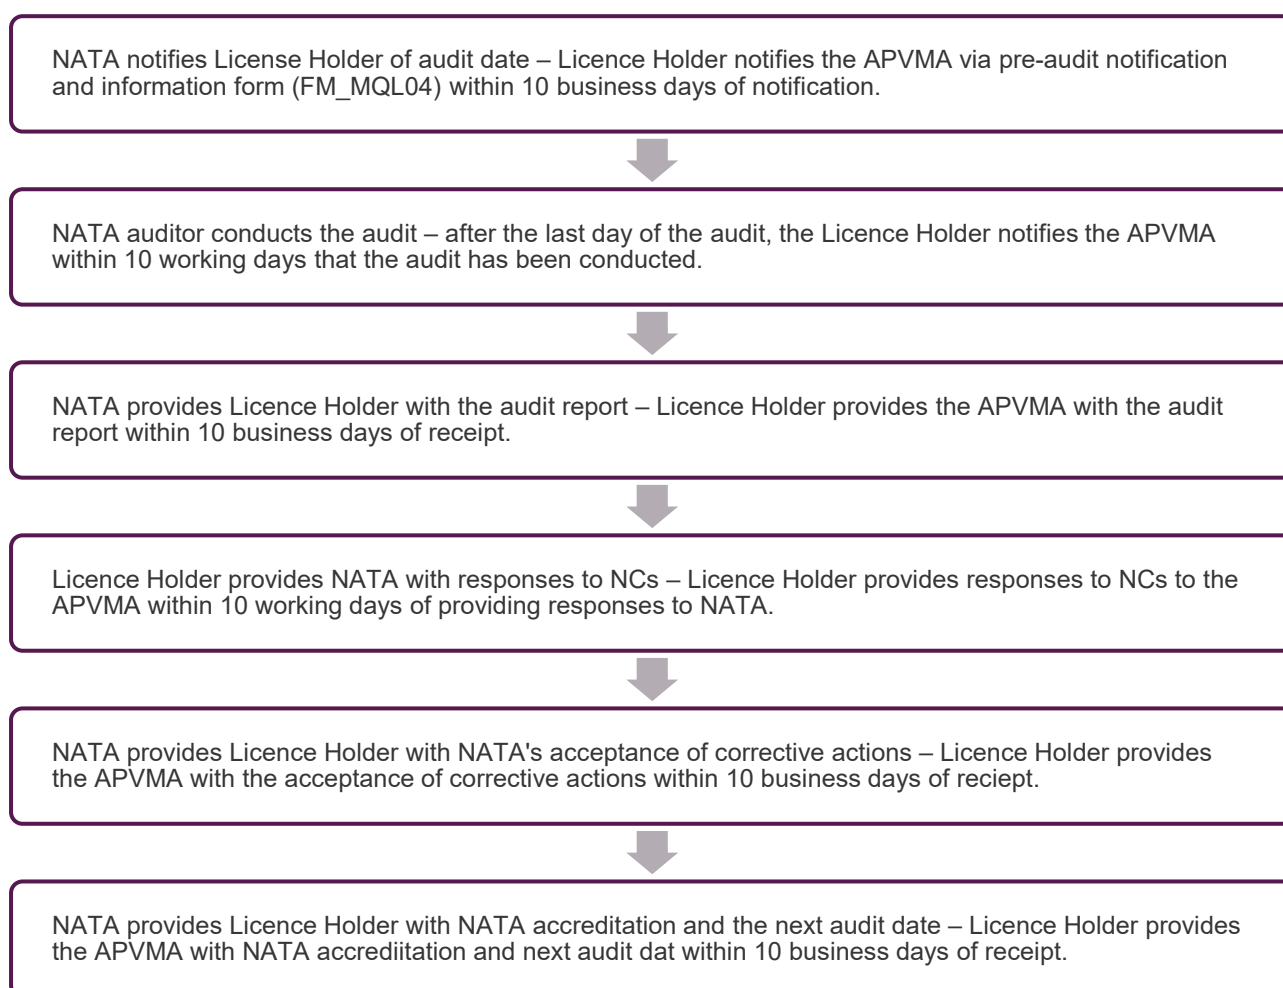 NATA notifies License Holder of audit date – Licence Holder notifies the APVMA via pre-audit notification
and information form (FM_MQL04) within 10 business days of notification.
NATA auditor conducts the audit – after the last day of the audit, the Licence Holder notifies the APVMA
within 10 working days that the audit has been conducted.
NATA provides Licence Holder with the audit report – Licence Holder provides the APVMA with the audit
report within 10 business days of receipt.
Licence Holder provides NATA with responses to NCs – Licence Holder provides responses to NCs to the
APVMA within 10 working days of providing responses to NATA.
NATA provides Licence Holder with NATA's acceptance of corrective actions – Licence Holder provides
the APVMA with the acceptance of corrective actions within 10 business days of reciept.
NATA provides Licence Holder with NATA accreditation and the next audit date – Licence Holder provides
the APVMA with NATA accrediitation and next audit dat within 10 business days of receipt.